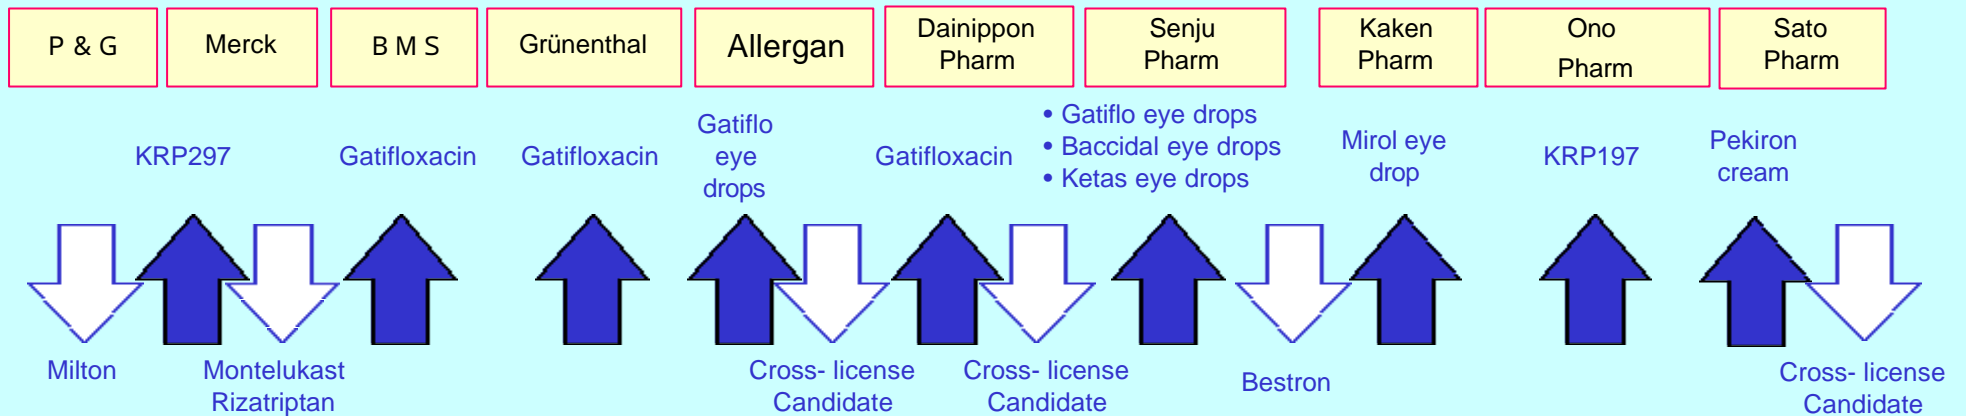 P & G
Merck
B M S
Grünenthal
Allergan
Dainippon
Pharm
Senju
Pharm
Kaken
Pharm
Ono
Pharm
Sato
Pharm
KRP297
Gatifloxacin
Gatifloxacin
Gatiflo
eye
drops
Gatifloxacin
• Gatiflo eye drops
• Baccidal eye drops
• Ketas eye drops
Mirol eye
drop
KRP197
Pekiron
cream
Milton
Montelukast
Rizatriptan
Cross- license
Candidate
Cross- license
Candidate
Bestron
Cross- license
Candidate